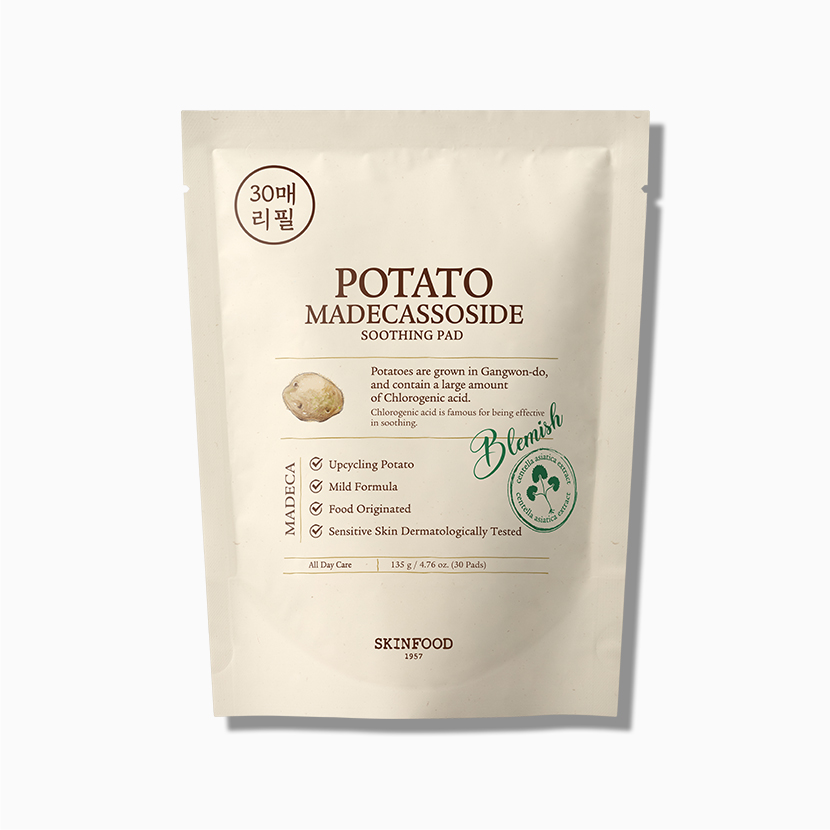 30매
리필
POTATO
MADECASSOSIDE
SOOTHING PAD
Potatoes are grown in Gangwon-do,
and contain a large amount
of Chlorogenic acid.
Chlorogenic acid is famous for being effective
in soothing.
Blemish
centella asiatica extract
centella asiatica extract
MADECA
Upcycling Potato
Mild Formula
Food Originated
Sensitive Skin Dermatologically Tested
All Day Care
135 g / 4.76 oz. (30 Pads)
SKINFOOD
1957